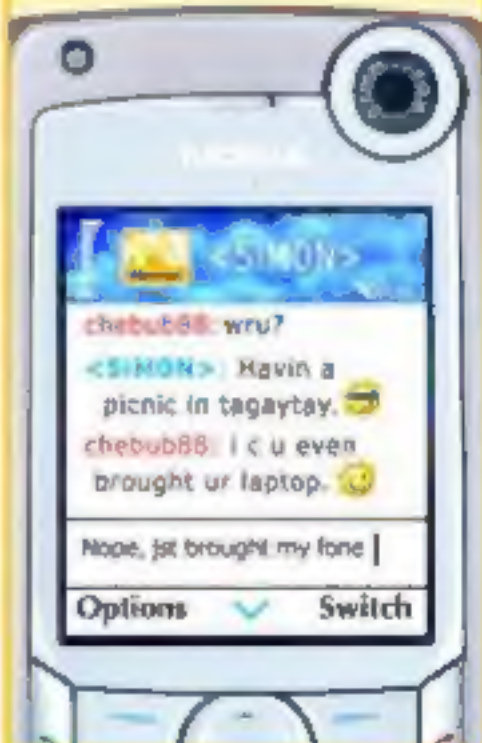 <SIMON>
chebub88: wru?
<SIMON>: Havin a
picnic in tagaytay.
chebub88: i c u even
brought ur laptop.
Nope, jst brought my fone
Options Switch